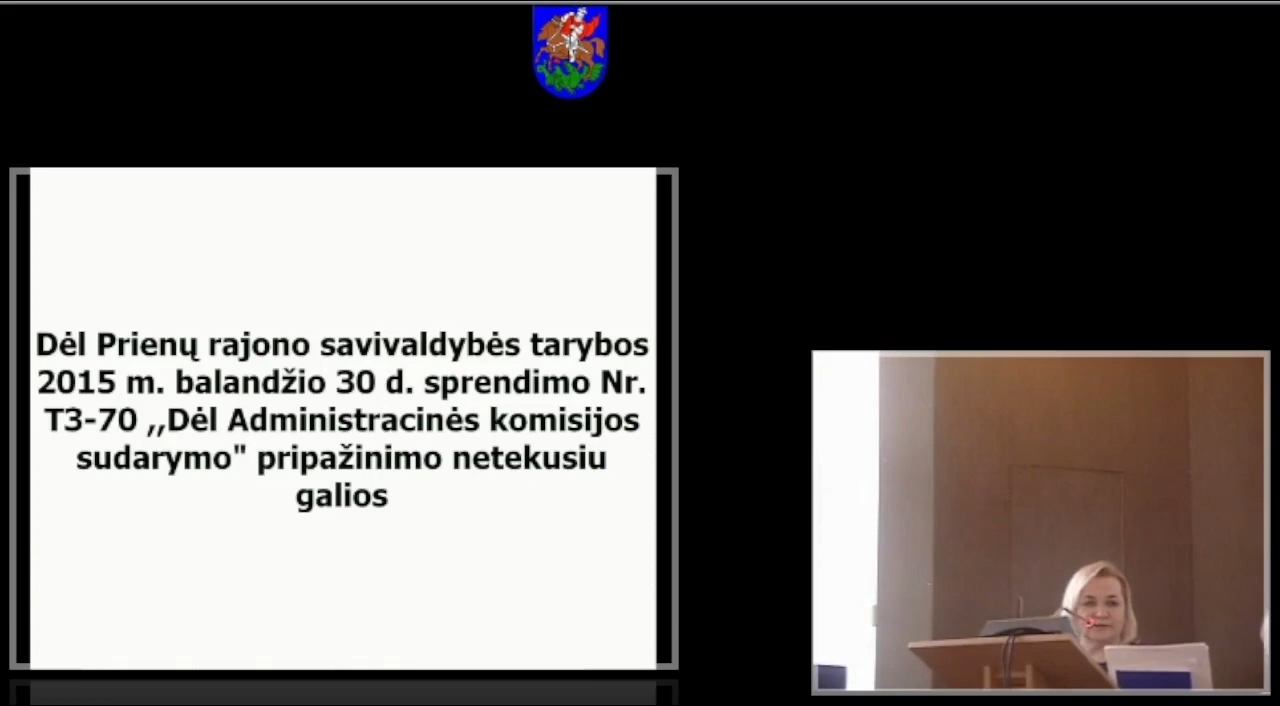 Dėl Prienų rajono savivaldybės tarybos
2015 m. balandžio 30 d. sprendimo Nr.
T3-70 ,,Dėl Administracinės komisijos
sudarymo" pripažinimo netekusiu
galios